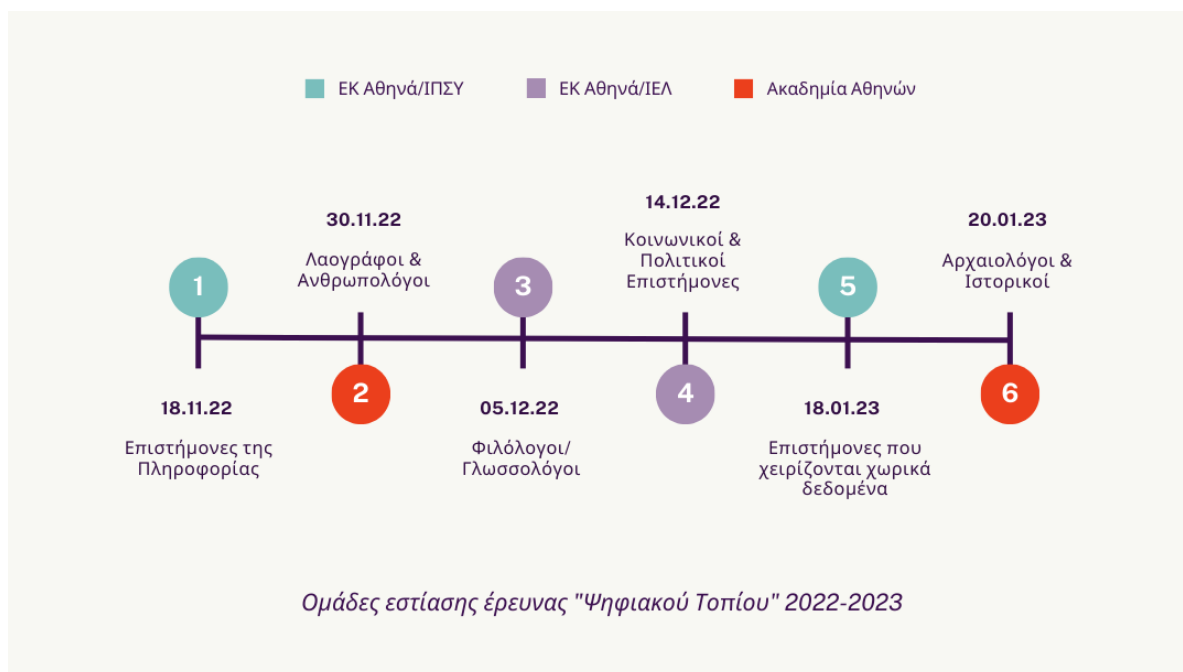 ΕΚ Αθηνά/ΙΠΣΥ
ΕΚ Αθηνά/ΙΕΛ
Ακαδημία Αθηνών
1
18.11.22
Επιστήμονες της
Πληροφορίας
30.11.22
Λαογράφοι &
Ανθρωπολόγοι
2
3
05.12.22
Φιλόλογοι/
Γλωσσολόγοι
14.12.22
Κοινωνικοί &
Πολιτικοί
Επιστήμονες
4
5
18.01.23
Επιστήμονες που
χειρίζονται χωρικά
δεδομένα
20.01.23
Αρχαιολόγοι &
Ιστορικοί
6
Ομάδες εστίασης έρευνας "Ψηφιακού Τοπίου" 2022-2023